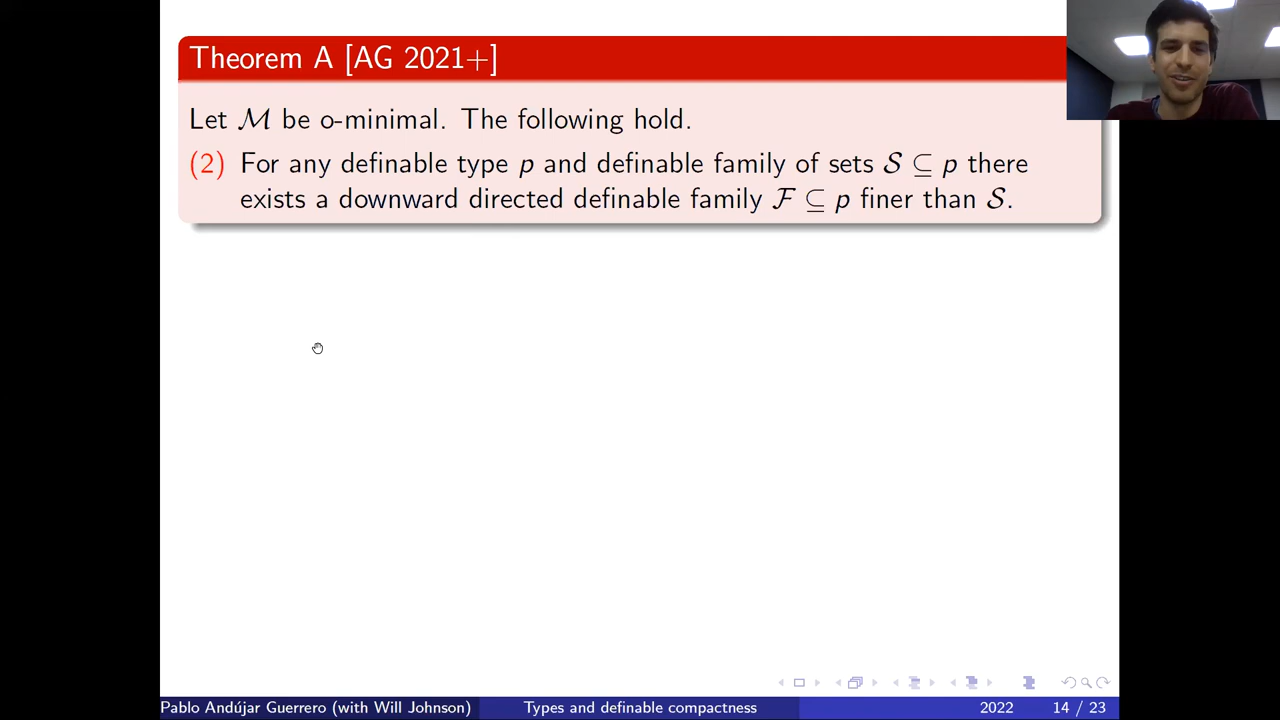 Theorem A [AG 2021+]
Let ℳ be o-minimal. The following hold.
(2) For any definable type p and definable family of sets 𝒮 ⊆ p there
exists a downward directed definable family ℱ ⊆ p finer than 𝒮.
Pablo Andújar Guerrero (with Will Johnson) Types and definable compactness 2022 14 / 23